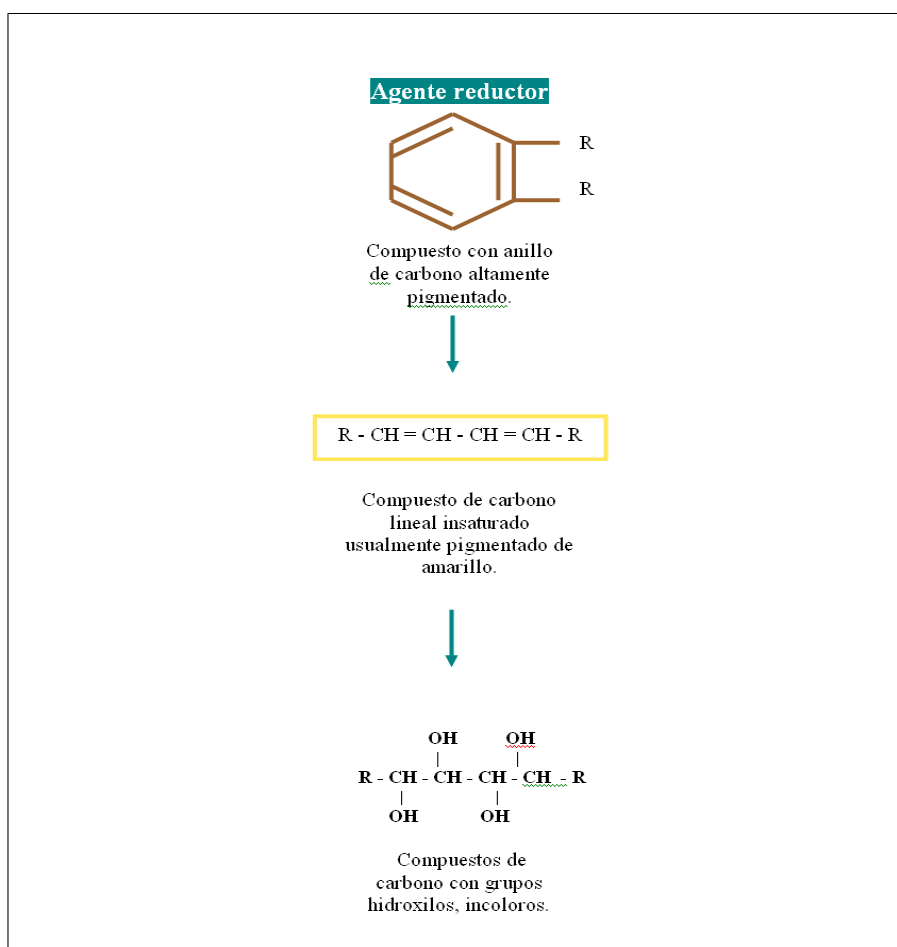 Agente reductor
R
R
Compuesto con anillo
de carbono altamente
pigmentado.
R - CH = CH - CH = CH - R
Compuesto de carbono
lineal insaturado
usualmente pigmentado de
amarillo.
OH OH
| |
R - CH - CH - CH - CH - R
| |
OH OH
Compuestos de
carbono con grupos
hidroxilos, incoloros.